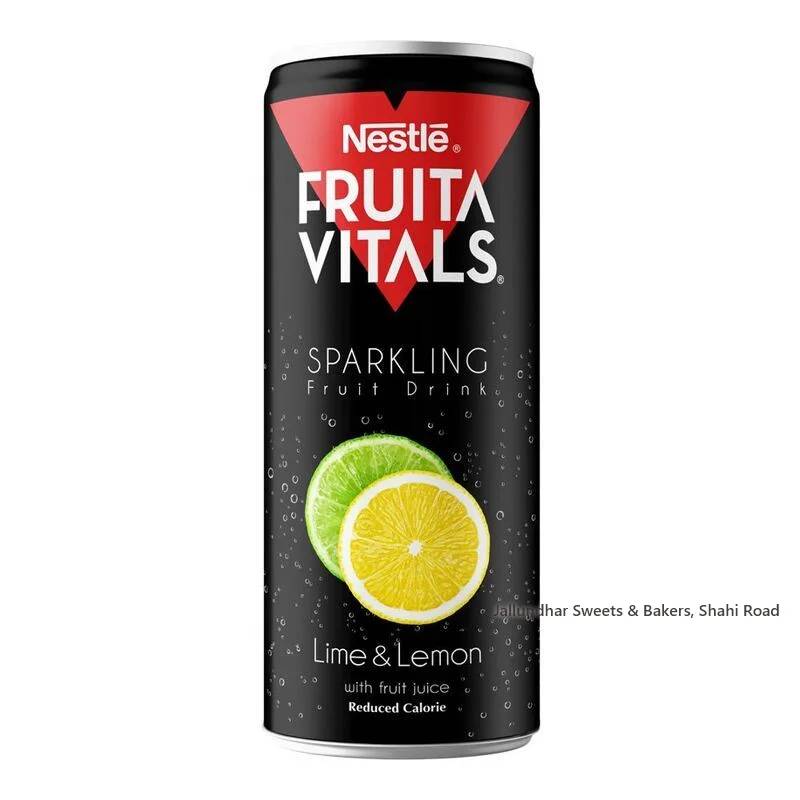 Nestlé®
FRUITA
VITALS®
SPARKLING
Fruit Drink
Jallundhar Sweets & Bakers, Shahi Road
Lime & Lemon
with fruit juice
Reduced Calorie